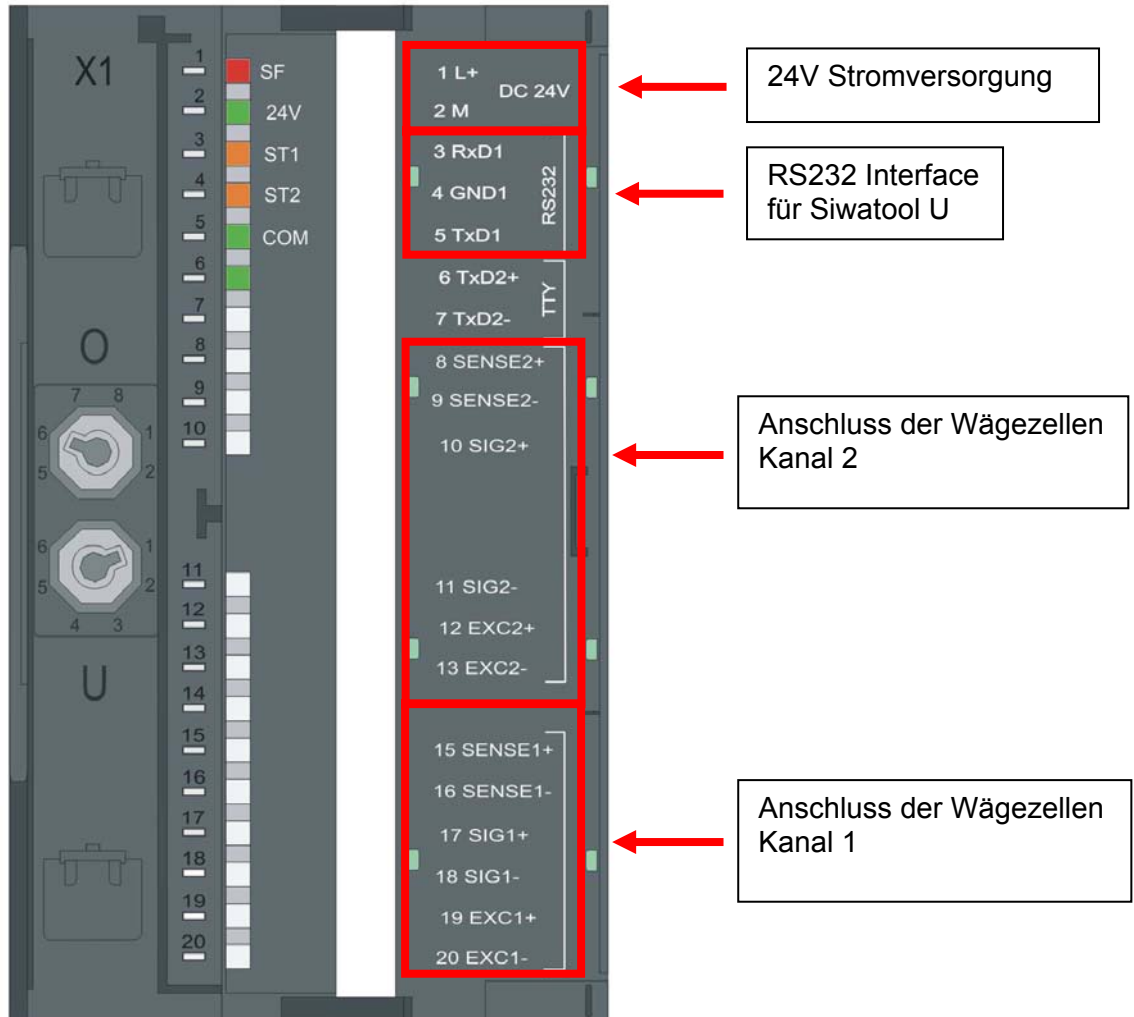 X1
O
7 8
6 1
5 2
6 1
5 2
4 3
U
1
2
3
4
5
6
7
8
9
10
11
12
13
14
15
16
17
18
19
20
SF
24V
ST1
ST2
COM
1 L+
DC 24V
2 M
3 RxD1
4 GND1
5 TxD1
RS232
6 TxD2+
7 TxD2-
TTY
8 SENSE2+
9 SENSE2-
10 SIG2+
11 SIG2-
12 EXC2+
13 EXC2-
15 SENSE1+
16 SENSE1-
17 SIG1+
18 SIG1-
19 EXC1+
20 EXC1-
24V Stromversorgung
RS232 Interface
für Siwatool U
Anschluss der Wägezellen
Kanal 2
Anschluss der Wägezellen
Kanal 1